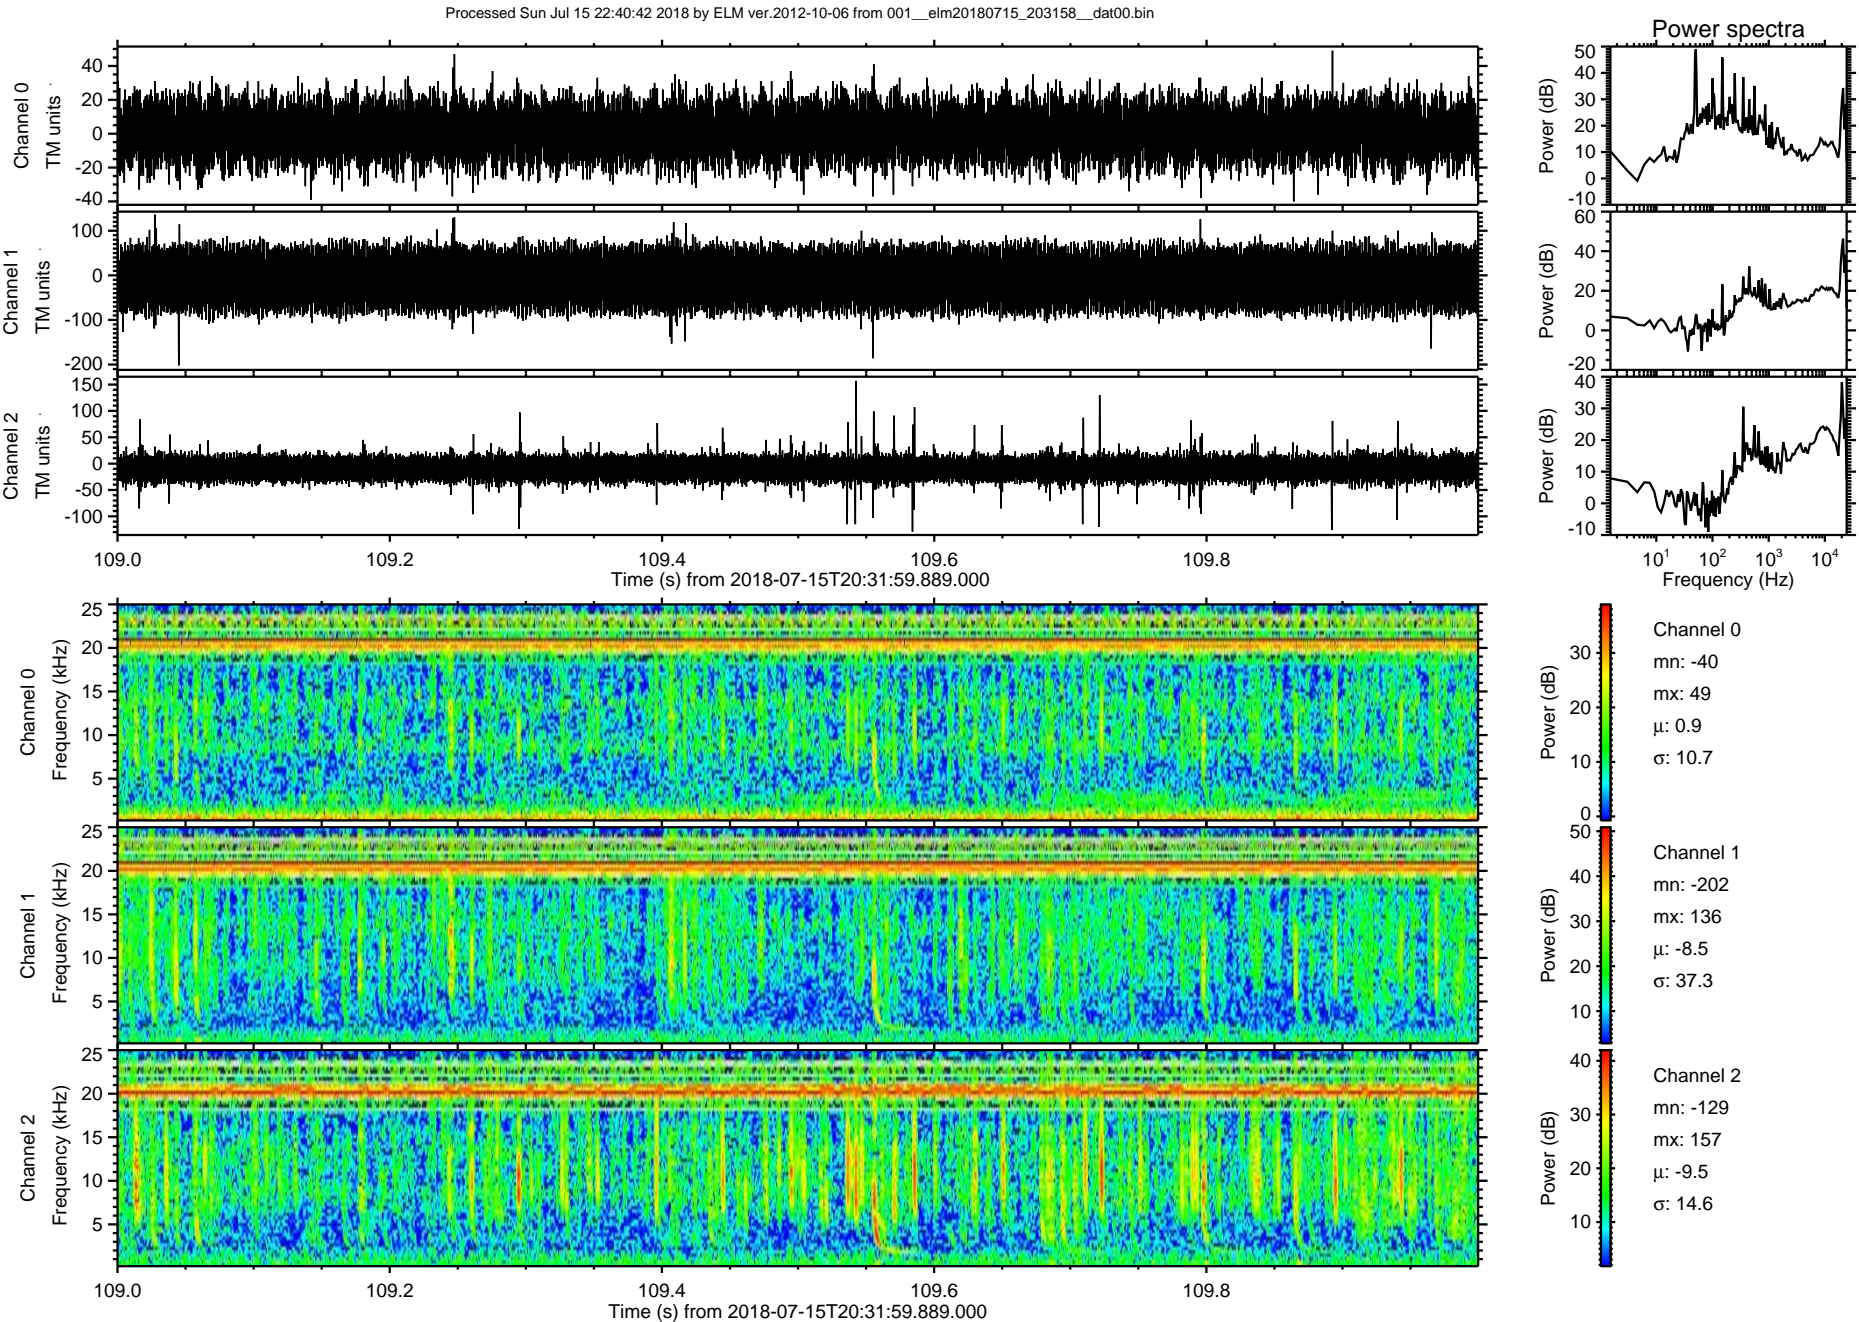 Processed Sun Jul 15 22:40:42 2018 by ELM ver.2012-10-06 from 001__elm20180715_203158__dat00.bin
Power spectra
Channel 0
TM units
40
20
0
-20
-40
Power (dB)
50
40
30
20
10
0
-10
Channel 1
TM units
100
0
-100
-200
Power (dB)
60
40
20
0
-20
Channel 2
TM units
150
100
50
0
-50
-100
Power (dB)
40
30
20
10
0
-10
109.0 109.2 109.4 109.6 109.8
Time (s) from 2018-07-15T20:31:59.889.000
10¹ 10² 10³ 10⁴
Frequency (Hz)
Channel 0
Frequency (kHz)
25
20
15
10
5
Power (dB)
30
20
10
0
Channel 0
mn: -40
mx: 49
μ: 0.9
σ: 10.7
Channel 1
Frequency (kHz)
25
20
15
10
5
Power (dB)
50
40
30
20
10
Channel 1
mn: -202
mx: 136
μ: -8.5
σ: 37.3
Channel 2
Frequency (kHz)
25
20
15
10
5
Power (dB)
40
30
20
10
Channel 2
mn: -129
mx: 157
μ: -9.5
σ: 14.6
109.0 109.2 109.4 109.6 109.8
Time (s) from 2018-07-15T20:31:59.889.000